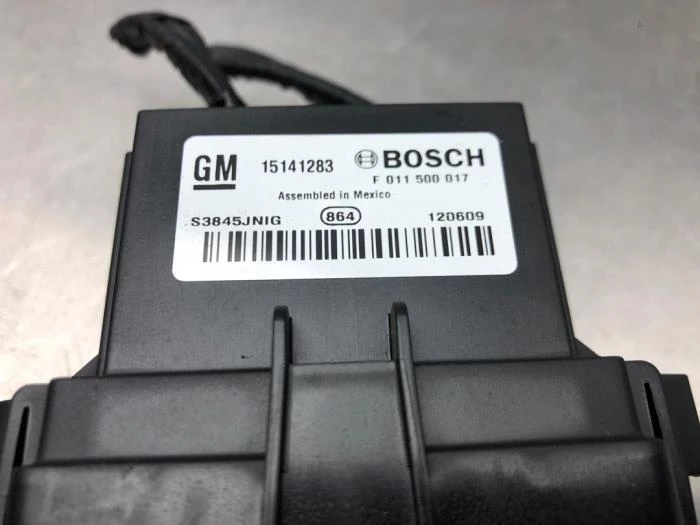 GM 15141283 BOSCH
F 011 500 017
Assembled in Mexico
S3845JNIG 864 120609